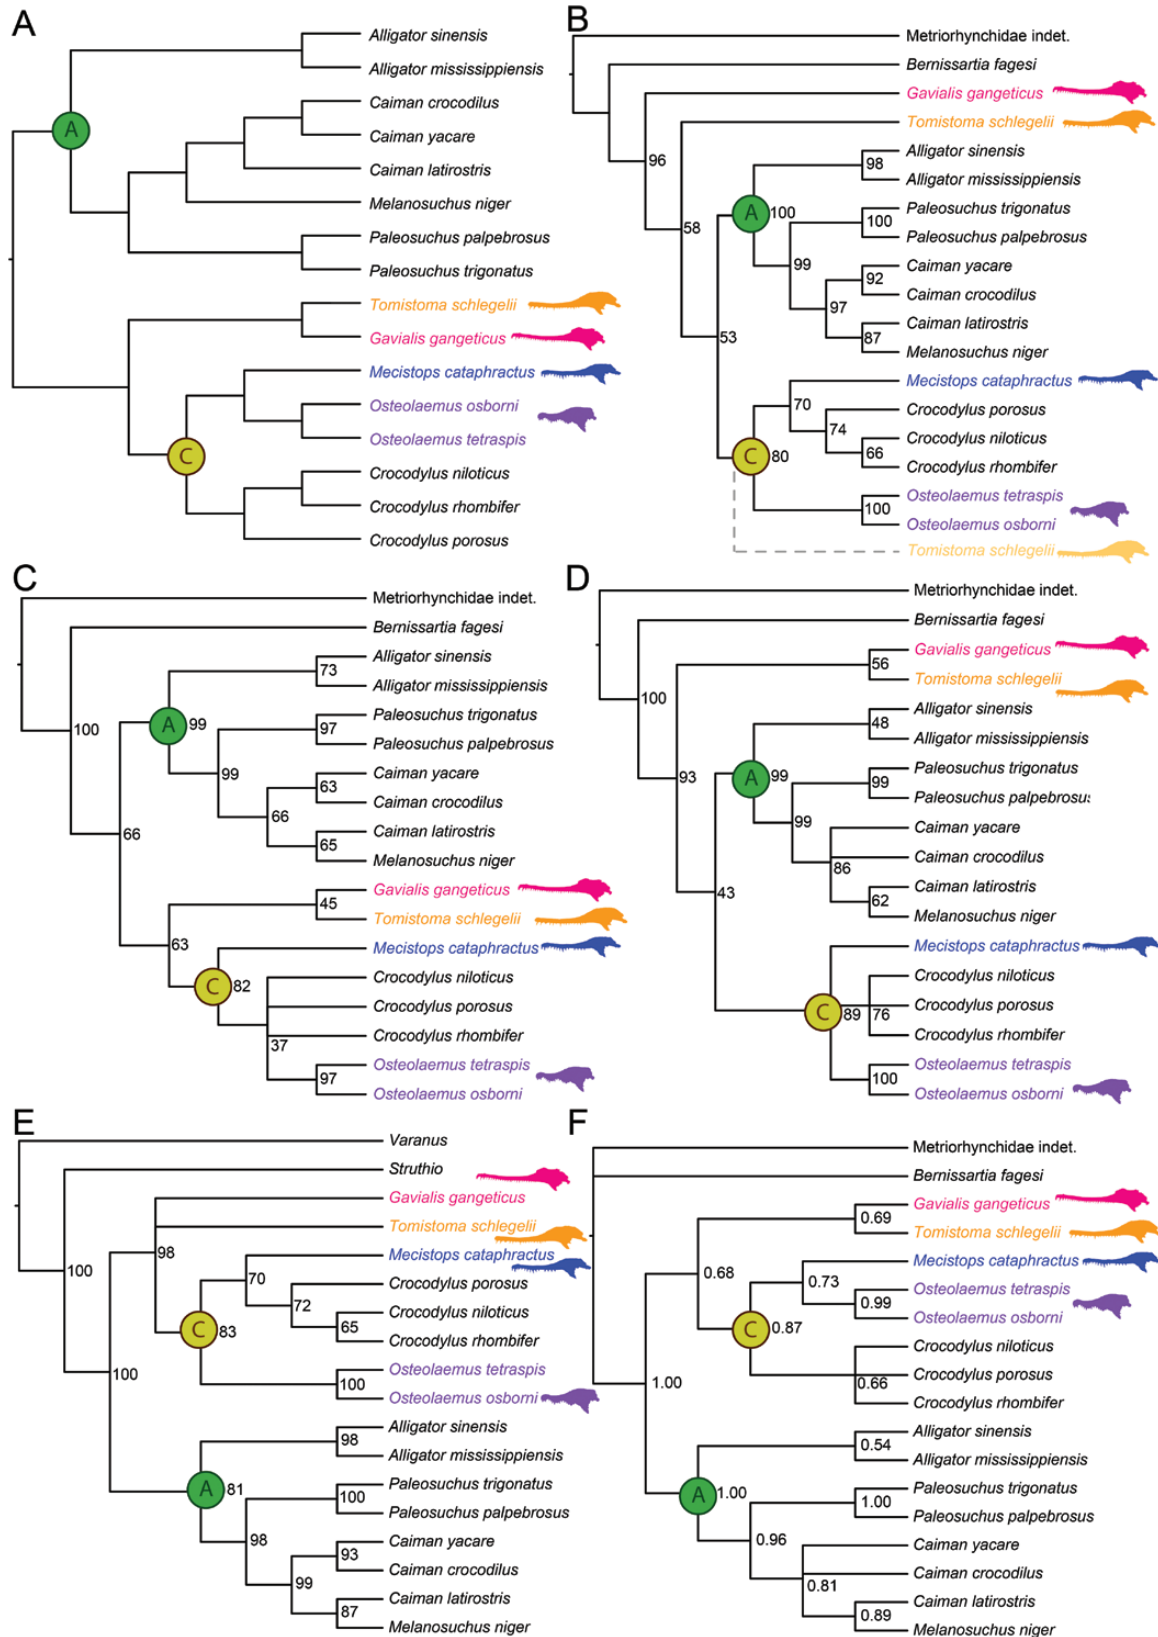 A
Alligator sinensis
Alligator mississippiensis
Caiman crocodilus
A
Caiman yacare
Caiman latirostris
Melanosuchus niger
Paleosuchus palpebrosus
Paleosuchus trigonatus
Tomistoma schlegelii
Gavialis gangeticus
Mecistops cataphractus
Osteolaemus osborni
Osteolaemus tetraspis
C
Crocodylus niloticus
Crocodylus rhombifer
Crocodylus porosus
B
Metriorhynchidae indet.
Bernissartia fagesi
Gavialis gangeticus
Tomistoma schlegelii
Alligator sinensis
96
98
Alligator mississippiensis
Paleosuchus trigonatus
A 100
100
58
Paleosuchus palpebrosus
99
Caiman yacare
92
Caiman crocodilus
97
Caiman latirostris
53
87
Melanosuchus niger
Mecistops cataphractus
70
Crocodylus porosus
74
Crocodylus niloticus
C 80
66
Crocodylus rhombifer
Osteolaemus tetraspis
100
Osteolaemus osborni
Tomistoma schlegelii
C
Metriorhynchidae indet.
Bernissartia fagesi
Alligator sinensis
73
Alligator mississippiensis
Paleosuchus trigonatus
A 99
100
97
Paleosuchus palpebrosus
99
Caiman yacare
63
Caiman crocodilus
66
Caiman latirostris
66
65
Melanosuchus niger
Gavialis gangeticus
45
Tomistoma schlegelii
63
Mecistops cataphractus
Crocodylus niloticus
C 82
Crocodylus porosus
Crocodylus rhombifer
37
Osteolaemus tetraspis
97
Osteolaemus osborni
D
Metriorhynchidae indet.
Bernissartia fagesi
Gavialis gangeticus
56
Tomistoma schlegelii
100
Alligator sinensis
48
Alligator mississippiensis
Paleosuchus trigonatus
93
A 99
99
Paleosuchus palpebrosus
99
Caiman yacare
Caiman crocodilus
86
Caiman latirostris
43
62
Melanosuchus niger
Mecistops cataphractus
Crocodylus niloticus
Crocodylus porosus
C 89
76
Crocodylus rhombifer
Osteolaemus tetraspis
100
Osteolaemus osborni
E
Varanus
Struthio
Gavialis gangeticus
Tomistoma schlegelii
98
Mecistops cataphractus
100
70
Crocodylus porosus
72
Crocodylus niloticus
C 83
65
Crocodylus rhombifer
Osteolaemus tetraspis
100
100
Osteolaemus osborni
Alligator sinensis
98
Alligator mississippiensis
Paleosuchus trigonatus
A 81
100
Paleosuchus palpebrosus
98
Caiman yacare
93
Caiman crocodilus
99
Caiman latirostris
87
Melanosuchus niger
F
Metriorhynchidae indet.
Bernissartia fagesi
Gavialis gangeticus
0.69
Tomistoma schlegelii
Mecistops cataphractus
0.68
0.73
Osteolaemus tetraspis
0.99
Osteolaemus osborni
C 0.87
Crocodylus niloticus
Crocodylus porosus
1.00
0.66
Crocodylus rhombifer
Alligator sinensis
0.54
Alligator mississippiensis
Paleosuchus trigonatus
A 1.00
1.00
Paleosuchus palpebrosus
0.96
Caiman yacare
Caiman crocodilus
0.81
Caiman latirostris
0.89
Melanosuchus niger